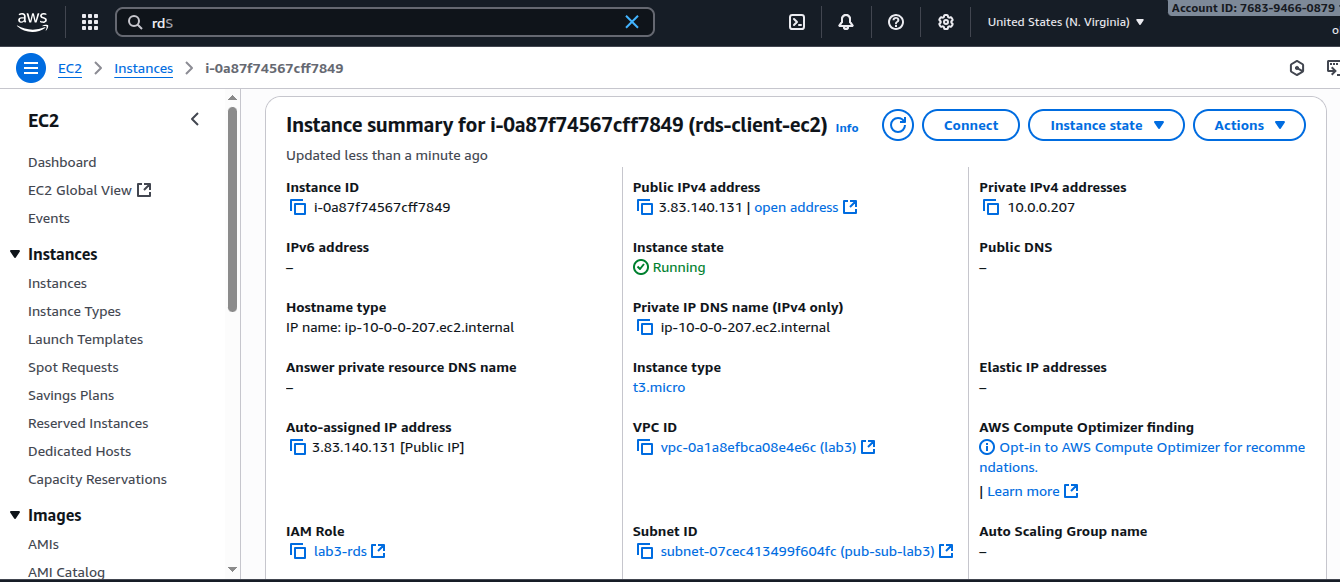 aws
rds
United States (N. Virginia)
Account ID: 7683-9466-0879
EC2
Instances
i-0a87f74567cff7849
EC2
Dashboard
EC2 Global View
Events
Instances
Instances
Instance Types
Launch Templates
Spot Requests
Savings Plans
Reserved Instances
Dedicated Hosts
Capacity Reservations
Images
AMIs
AMI Catalog
Instance summary for i-0a87f74567cff7849 (rds-client-ec2) Info
Connect
Instance state
Actions
Updated less than a minute ago
Instance ID
i-0a87f74567cff7849
Public IPv4 address
3.83.140.131 | open address
Private IPv4 addresses
10.0.0.207
IPv6 address
–
Instance state
Running
Public DNS
–
Hostname type
IP name: ip-10-0-0-207.ec2.internal
Private IP DNS name (IPv4 only)
ip-10-0-0-207.ec2.internal
Answer private resource DNS name
–
Instance type
t3.micro
Elastic IP addresses
–
Auto-assigned IP address
3.83.140.131 [Public IP]
VPC ID
vpc-0a1a8efbca08e4e6c (lab3)
AWS Compute Optimizer finding
Opt-in to AWS Compute Optimizer for recomme
ndations.
| Learn more
IAM Role
lab3-rds
Subnet ID
subnet-07cec413499f604fc (pub-sub-lab3)
Auto Scaling Group name
–